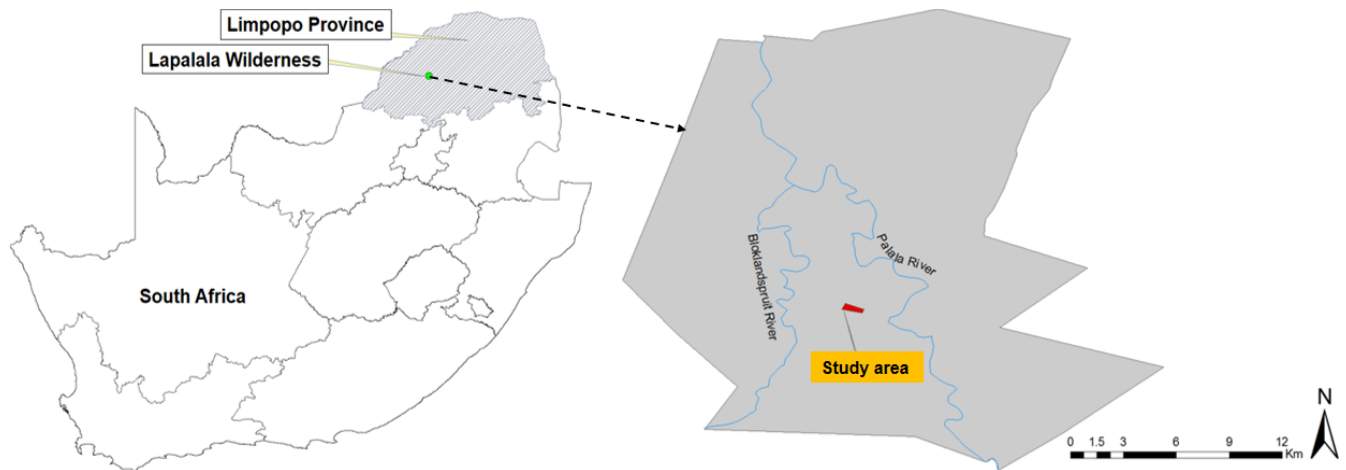 Limpopo Province
Lapalala Wilderness
South Africa
Bloklandspruit River
Palala River
Study area
N
0 1.5 3 6 9 12
Km